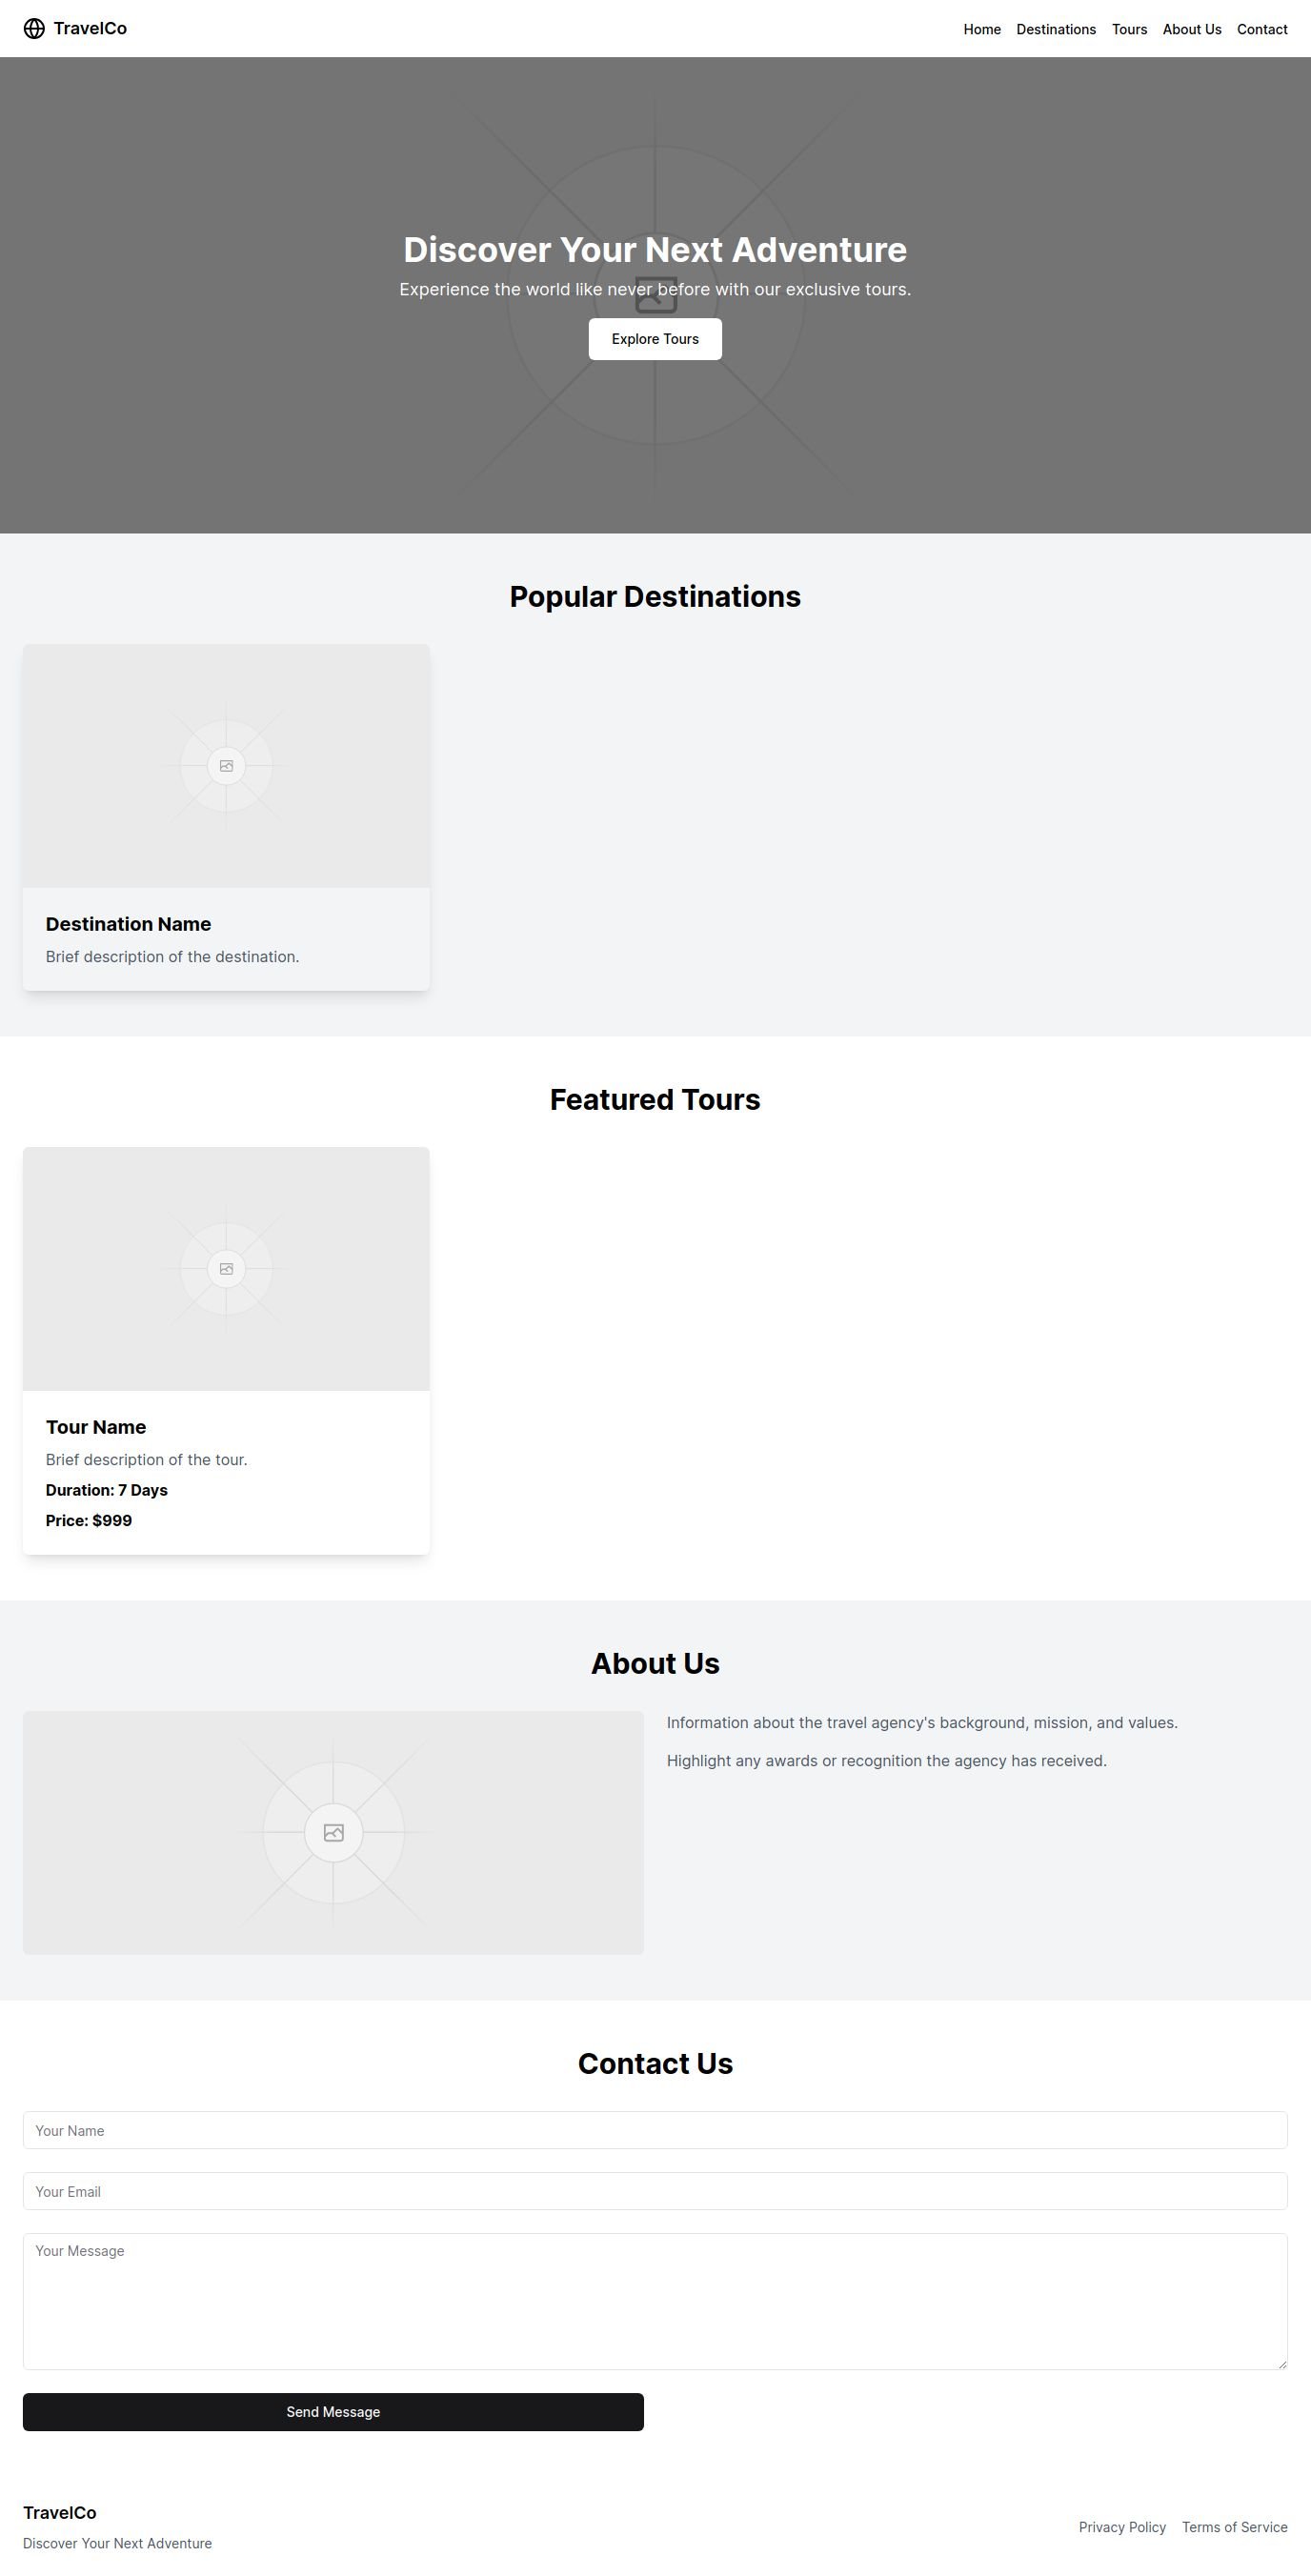 TravelCo
Home Destinations Tours About Us Contact
Discover Your Next Adventure
Experience the world like never before with our exclusive tours.
Explore Tours
Popular Destinations
Destination Name
Brief description of the destination.
Featured Tours
Tour Name
Brief description of the tour.
Duration: 7 Days
Price: $999
About Us
Information about the travel agency's background, mission, and values.
Highlight any awards or recognition the agency has received.
Contact Us
Your Name
Your Email
Your Message
Send Message
TravelCo
Discover Your Next Adventure
Privacy Policy Terms of Service